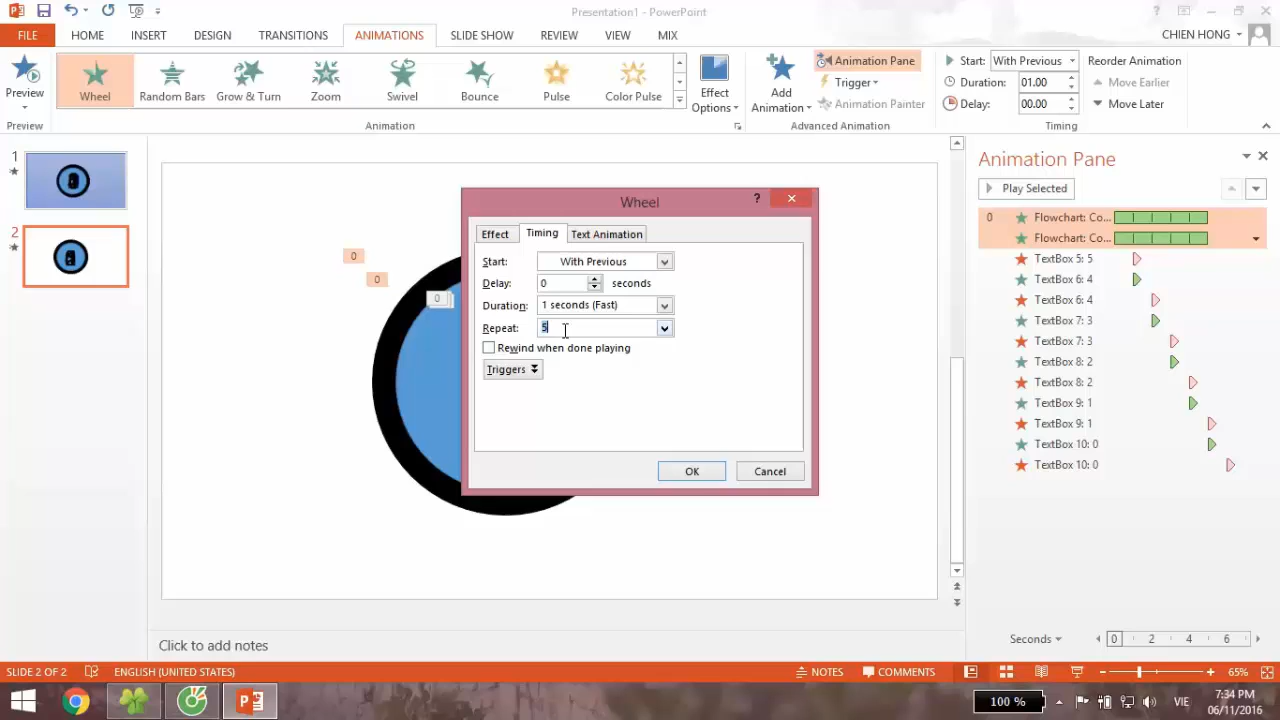 Presentation1 - PowerPoint
FILE HOME INSERT DESIGN TRANSITIONS ANIMATIONS SLIDE SHOW REVIEW VIEW MIX CHIEN HONG
Preview
Wheel Random Bars Grow & Turn Zoom Swivel Bounce Pulse Color Pulse
Effect Options
Add Animation
Animation Pane
Trigger
Animation Painter
Start: With Previous
Duration: 01.00
Delay: 00.00
Reorder Animation
Move Earlier
Move Later
Preview Animation Advanced Animation Timing
1
2
0
0
0
Wheel
?
Effect Timing Text Animation
Start: With Previous
Delay: 0 seconds
Duration: 1 seconds (Fast)
Repeat: 5
Rewind when done playing
Triggers
OK Cancel
Animation Pane
Play Selected
0 Flowchart: Co...
Flowchart: Co...
TextBox 5: 5
TextBox 6: 4
TextBox 6: 4
TextBox 7: 3
TextBox 7: 3
TextBox 8: 2
TextBox 8: 2
TextBox 9: 1
TextBox 9: 1
TextBox 10: 0
TextBox 10: 0
Seconds 0 2 4 6
Click to add notes
SLIDE 2 OF 2 ENGLISH (UNITED STATES) NOTES COMMENTS 65%
100 % VIE 7:34 PM
06/11/2016